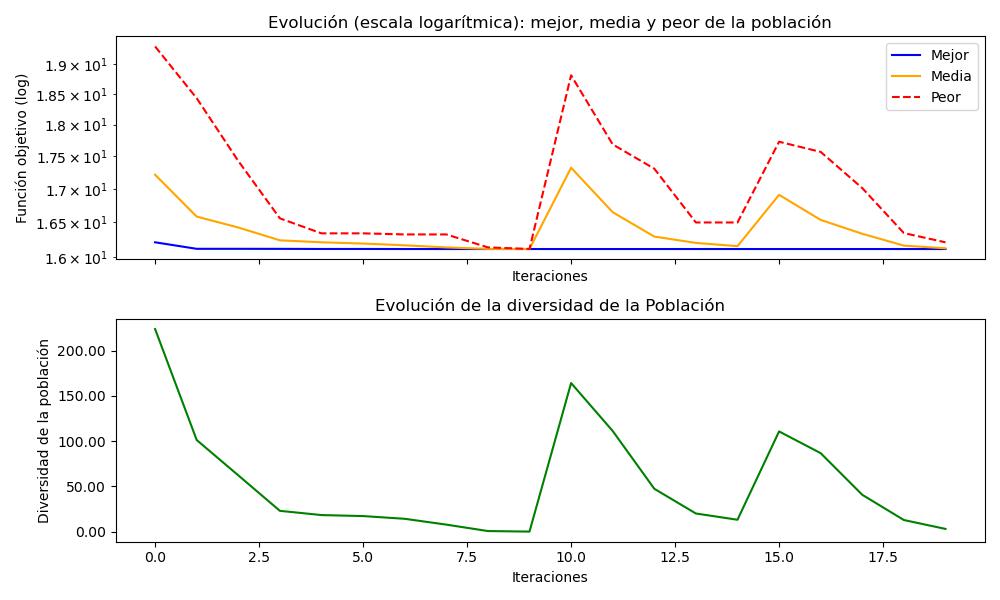 Evolución (escala logarítmica): mejor, media y peor de la población
Función objetivo (log)
1.9 × 10¹
1.85 × 10¹
1.8 × 10¹
1.75 × 10¹
1.7 × 10¹
1.65 × 10¹
1.6 × 10¹
Mejor
Media
Peor
Iteraciones
Evolución de la diversidad de la Población
Diversidad de la población
200.00
150.00
100.00
50.00
0.00
0.0 2.5 5.0 7.5 10.0 12.5 15.0 17.5
Iteraciones